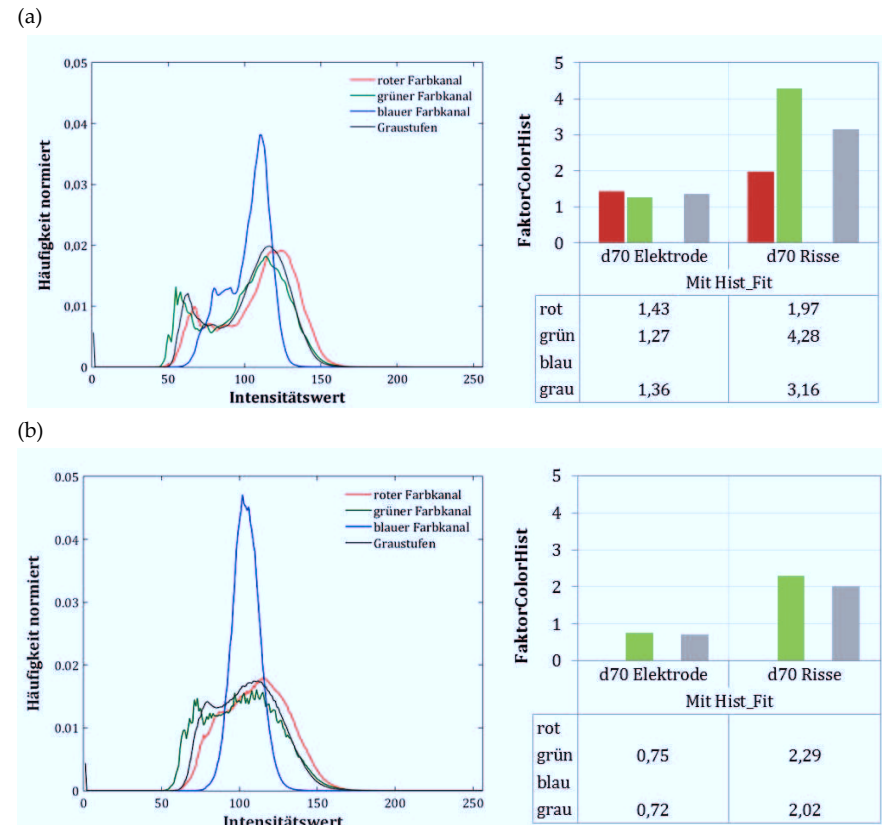 (a)
0,05
0,04
0,03
0,02
0,01
0
0
50
100
150
200
250
Häufigkeit normiert
Intensitätswert
roter Farbkanal
grüner Farbkanal
blauer Farbkanal
Graustufen
5
4
3
2
1
0
FaktorColorHist
d70 Elektrode d70 Risse
Mit Hist_Fit
rot 1,43 1,97
grün 1,27 4,28
blau
grau 1,36 3,16
(b)
0.05
0.04
0.03
0.02
0.01
0
0
50
100
150
200
250
Häufigkeit normiert
Intensitätswert
roter Farbkanal
grüner Farbkanal
blauer Farbkanal
Graustufen
5
4
3
2
1
0
FaktorColorHist
d70 Elektrode d70 Risse
Mit Hist_Fit
rot
grün 0,75 2,29
blau
grau 0,72 2,02